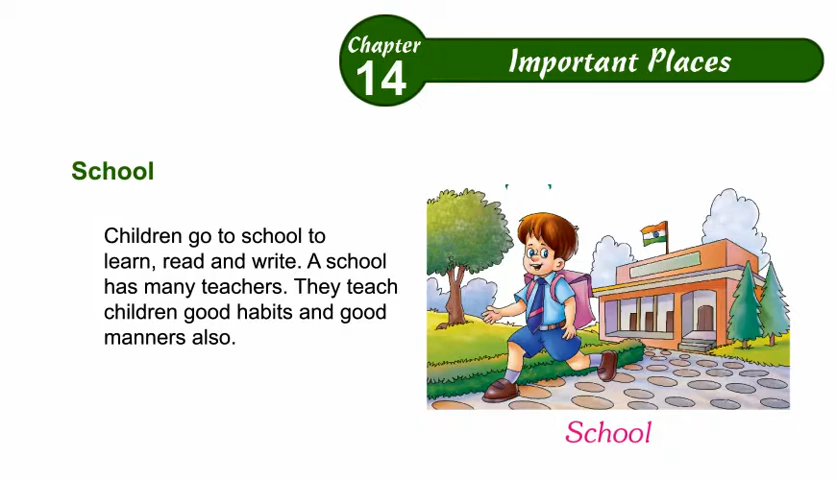 Chapter
14
Important Places
School
Children go to school to
learn, read and write. A school
has many teachers. They teach
children good habits and good
manners also.
School